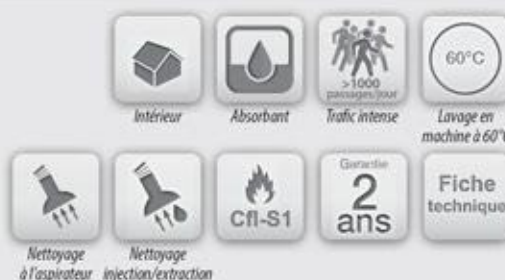 >1000
passages/jour
60°C
Intérieur
Absorbant
Trafic intense
Lavage en
machine à 60°C
Cfl-S1
Garantie
2
ans
Fiche
technique
Nettoyage
à l'aspirateur
Nettoyage
injection/extraction